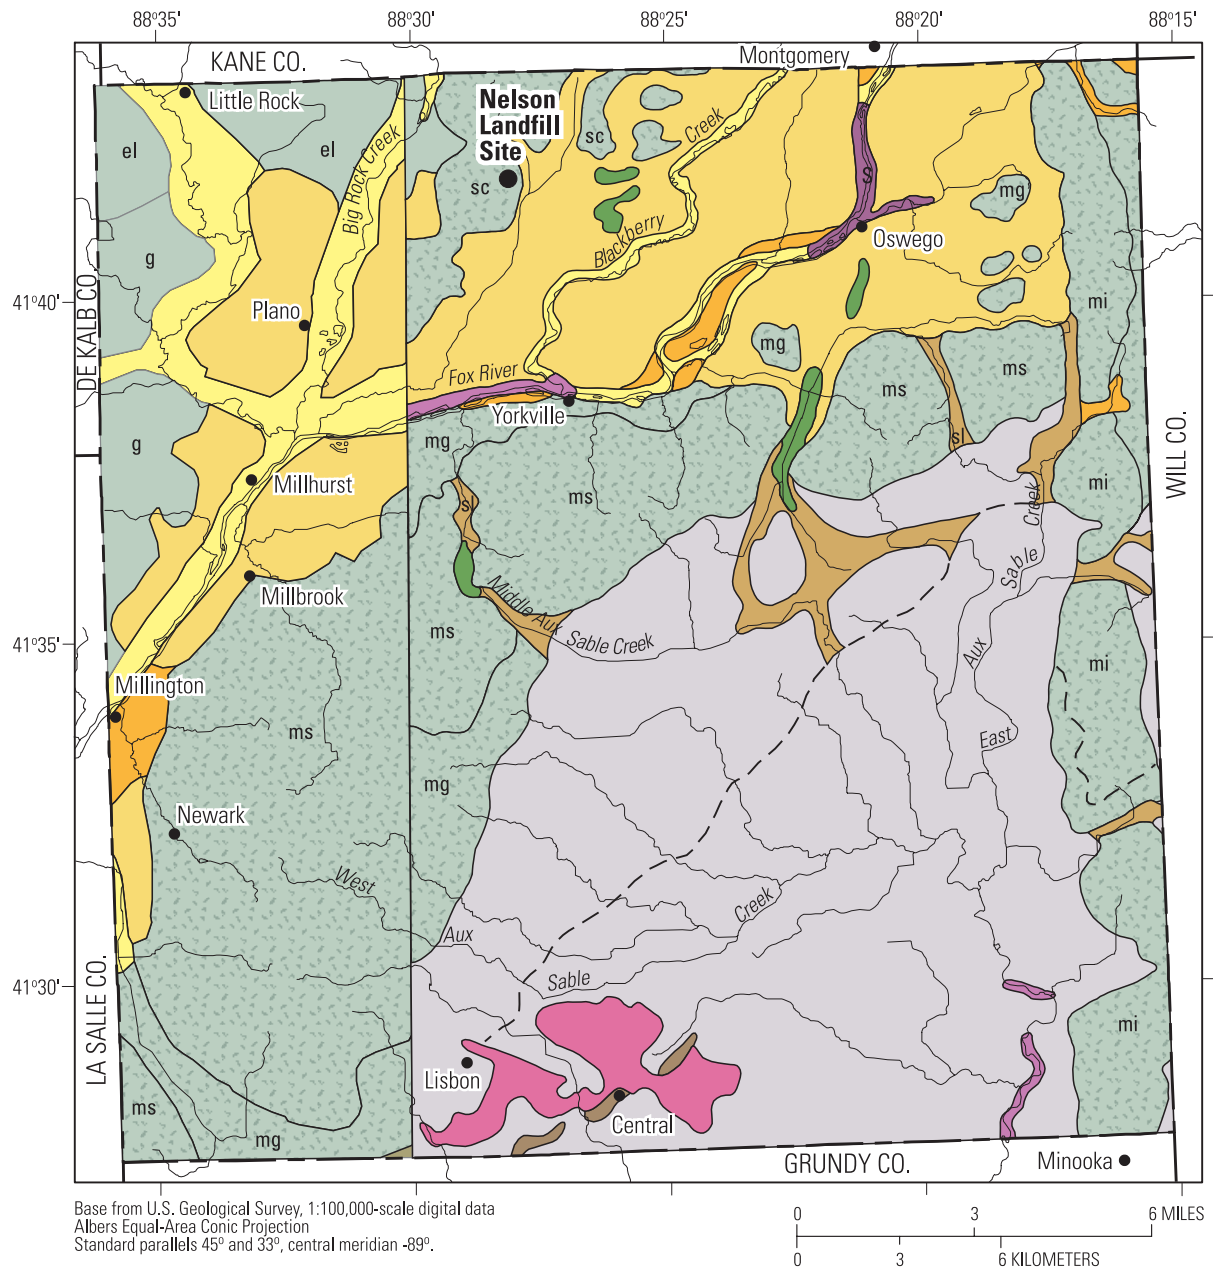 88°35' 88°30' 88°25' 88°20' 88°15'
KANE CO.
Montgomery
Little Rock
Nelson
Landfill
Site
el
el
sc
sc
Creek
Big Rock Creek
S
mg
Blackberry
Oswego
g
41°40'
Plano
mi
DE KALB CO.
mg
ms
ms
Fox River
Yorkville
mg
sl
g
WILL CO.
Millhurst
ms
mi
sl
Creek
Sable
Millbrook
Middle Aux
Sable Creek
41°35'
ms
Aux
mi
Millington
ms
East
mg
Newark
West
Creek
Aux
Sable
41°30'
LA SALLE CO.
mi
Lisbon
ms
Central
mg
GRUNDY CO.
Minooka
Base from U.S. Geological Survey, 1:100,000-scale digital data
Albers Equal-Area Conic Projection
Standard parallels 45° and 33°, central meridian -89°.
0 3 6 MILES
0 3 6 KILOMETERS